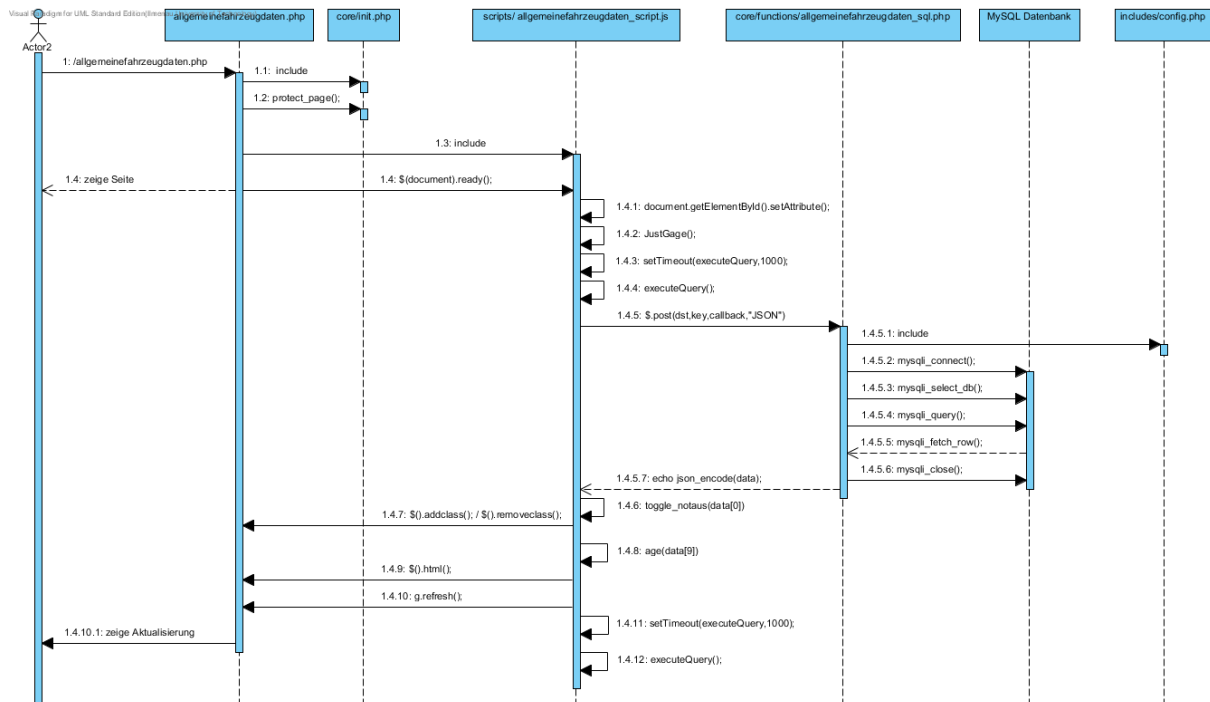 Visual Paradigm for UML Standard Edition
allgemeinefahrzeugdaten.php
core/init.php
scripts/ allgemeinefahrzeugdaten_script.js
core/functions/allgemeinefahrzeugdaten_sql.php
MySQL Datenbank
includes/config.php
Actor2
1: /allgemeinefahrzeugdaten.php
1.1: include
1.2: protect_page();
1.3: include
1.4: zeige Seite
1.4: $(document).ready();
1.4.1: document.getElementById().setAttribute();
1.4.2: JustGage();
1.4.3: setTimeout(executeQuery,1000);
1.4.4: executeQuery();
1.4.5: $.post(dst,key,callback,"JSON")
1.4.5.1: include
1.4.5.2: mysqli_connect();
1.4.5.3: mysqli_select_db();
1.4.5.4: mysqli_query();
1.4.5.5: mysqli_fetch_row();
1.4.5.6: mysqli_close();
1.4.5.7: echo json_encode(data);
1.4.6: toggle_notaus(data[0])
1.4.7: $().addclass(); / $().removeclass();
1.4.8: age(data[9])
1.4.9: $().html();
1.4.10: g.refresh();
1.4.11: setTimeout(executeQuery,1000);
1.4.10.1: zeige Aktualisierung
1.4.12: executeQuery();